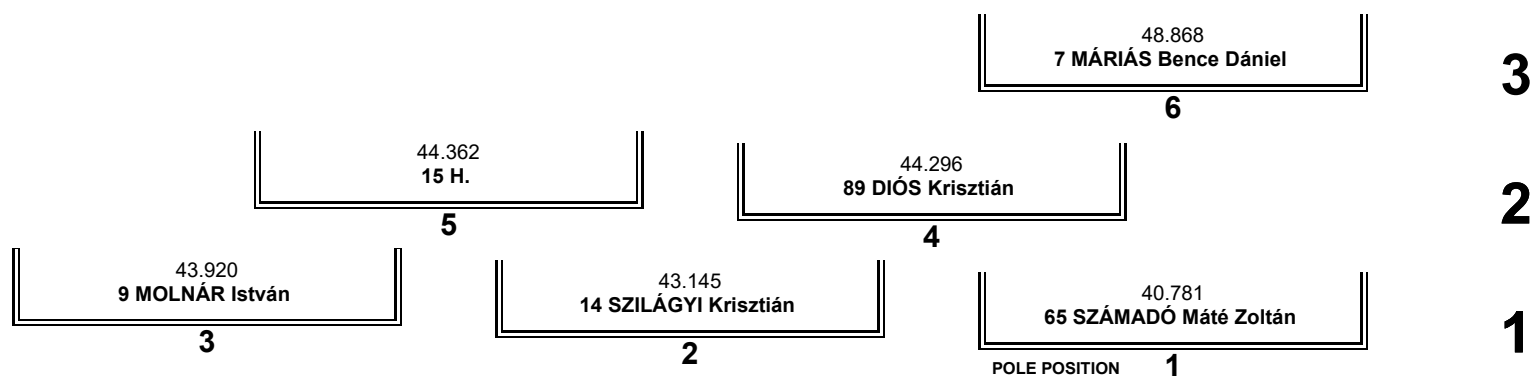 48.868
7 MÁRIÁS Bence Dániel
6
3
44.362
15 H.
5
44.296
89 DIÓS Krisztián
4
2
43.920
9 MOLNÁR István
3
43.145
14 SZILÁGYI Krisztián
2
40.781
65 SZÁMADÓ Máté Zoltán
POLE POSITION 1
1